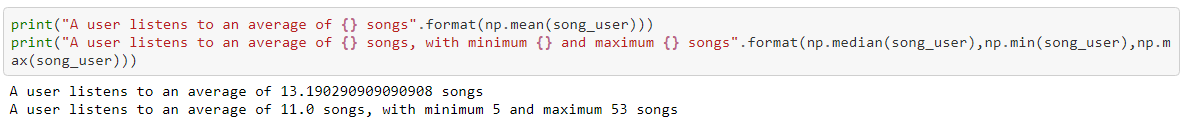 print("A user listens to an average of {} songs".format(np.mean(song_user)))
print("A user listens to an average of {} songs, with minimum {} and maximum {} songs".format(np.median(song_user),np.min(song_user),np.m
ax(song_user)))
A user listens to an average of 13.190290909090908 songs
A user listens to an average of 11.0 songs, with minimum 5 and maximum 53 songs